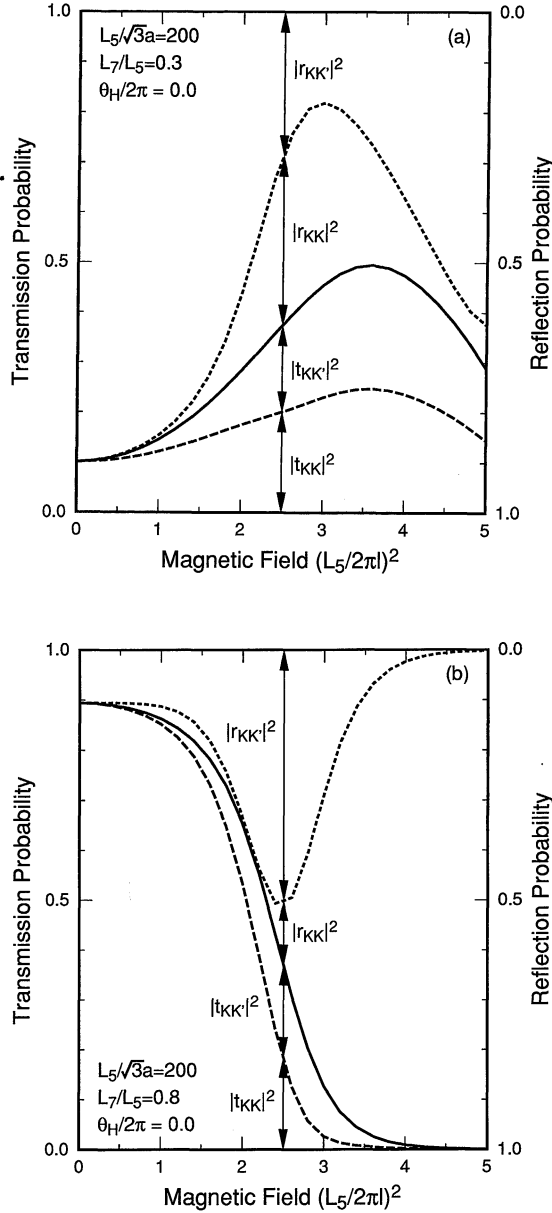 1.0
0.0
L5/√3a=200
L7/L5=0.3
θH/2π = 0.0
(a)
|rKK'|²
|rKK|²
0.5
0.5
|tKK'|²
|tKK|²
Transmission Probability
Reflection Probability
0.0
1.0
0 1 2 3 4 5
Magnetic Field (L5/2πl)²
1.0
0.0
(b)
|rKK'|²
0.5
0.5
|rKK|²
|tKK'|²
|tKK|²
Transmission Probability
Reflection Probability
L5/√3a=200
L7/L5=0.8
θH/2π = 0.0
0.0
1.0
0 1 2 3 4 5
Magnetic Field (L5/2πl)²